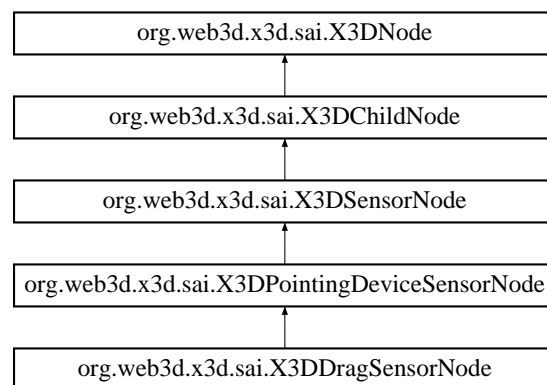 org.web3d.x3d.sai.X3DNode
org.web3d.x3d.sai.X3DChildNode
org.web3d.x3d.sai.X3DSensorNode
org.web3d.x3d.sai.X3DPointingDeviceSensorNode
org.web3d.x3d.sai.X3DDragSensorNode